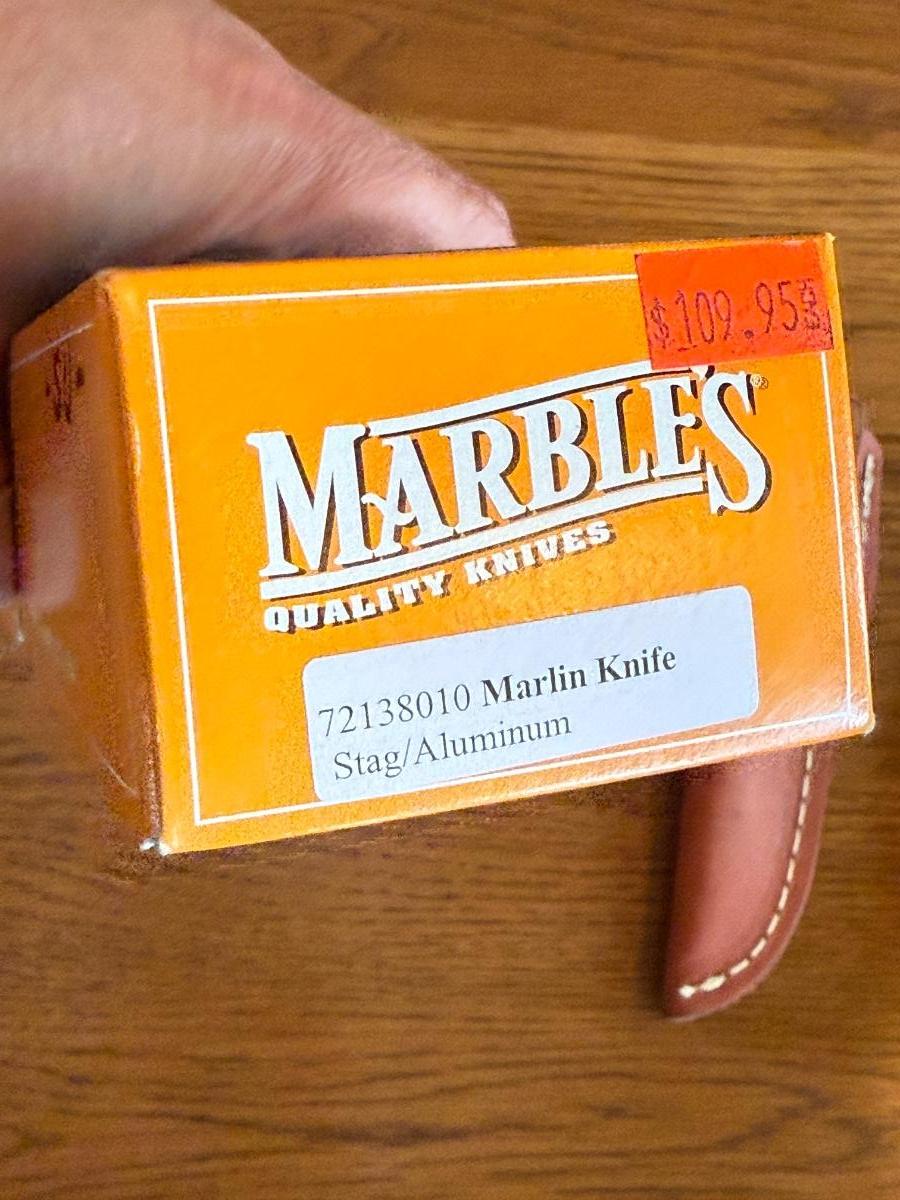 $109.95
MARBLE'S®
QUALITY KNIVES
72138010 Marlin Knife
Stag/Aluminum